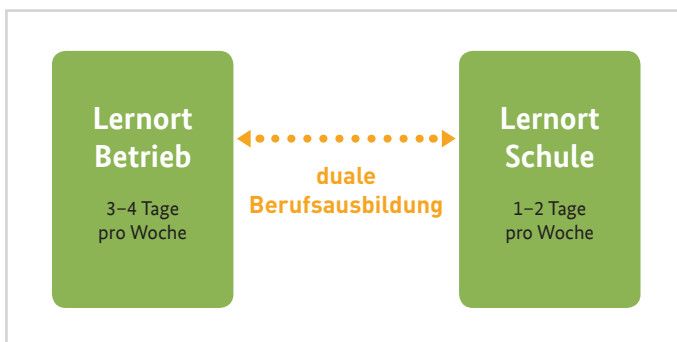 Lernort
Betrieb
3–4 Tage
pro Woche
duale
Berufsausbildung
Lernort
Schule
1–2 Tage
pro Woche